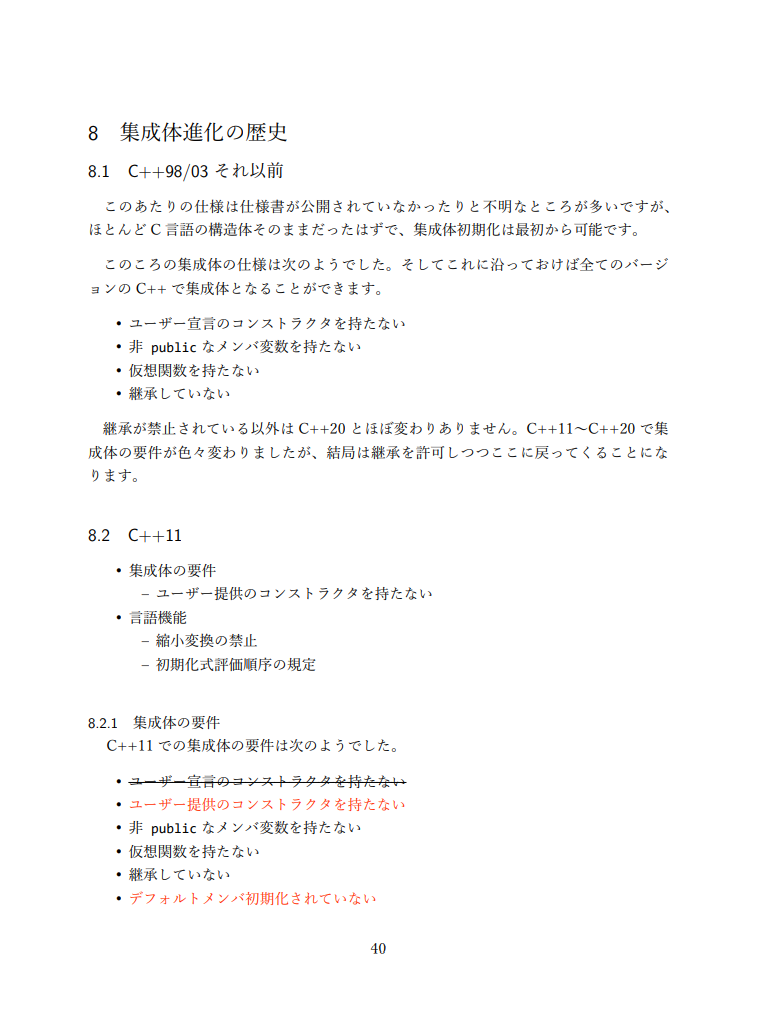 8 集成体進化の歴史
8.1 C++98/03 それ以前
このあたりの仕様は仕様書が公開されていなかったりと不明なところが多いですが、
ほとんど C 言語の構造体そのままだったはずで、集成体初期化は最初から可能です。
このころの集成体の仕様は次のようでした。そしてこれに沿っておけば全てのバージ
ョンの C++ で集成体となることができます。
• ユーザー宣言のコンストラクタを持たない
• 非 public なメンバ変数を持たない
• 仮想関数を持たない
• 継承していない
継承が禁止されている以外は C++20 とほぼ変わりありません。C++11〜C++20 で集
成体の要件が色々変わりましたが、結局は継承を許可しつつここに戻ってくることにな
ります。
8.2 C++11
• 集成体の要件
– ユーザー提供のコンストラクタを持たない
• 言語機能
– 縮小変換の禁止
– 初期化式評価順序の規定
8.2.1 集成体の要件
C++11 での集成体の要件は次のようでした。
• ユーザー宣言のコンストラクタを持たない
• ユーザー提供のコンストラクタを持たない
• 非 public なメンバ変数を持たない
• 仮想関数を持たない
• 継承していない
• デフォルトメンバ初期化されていない
40